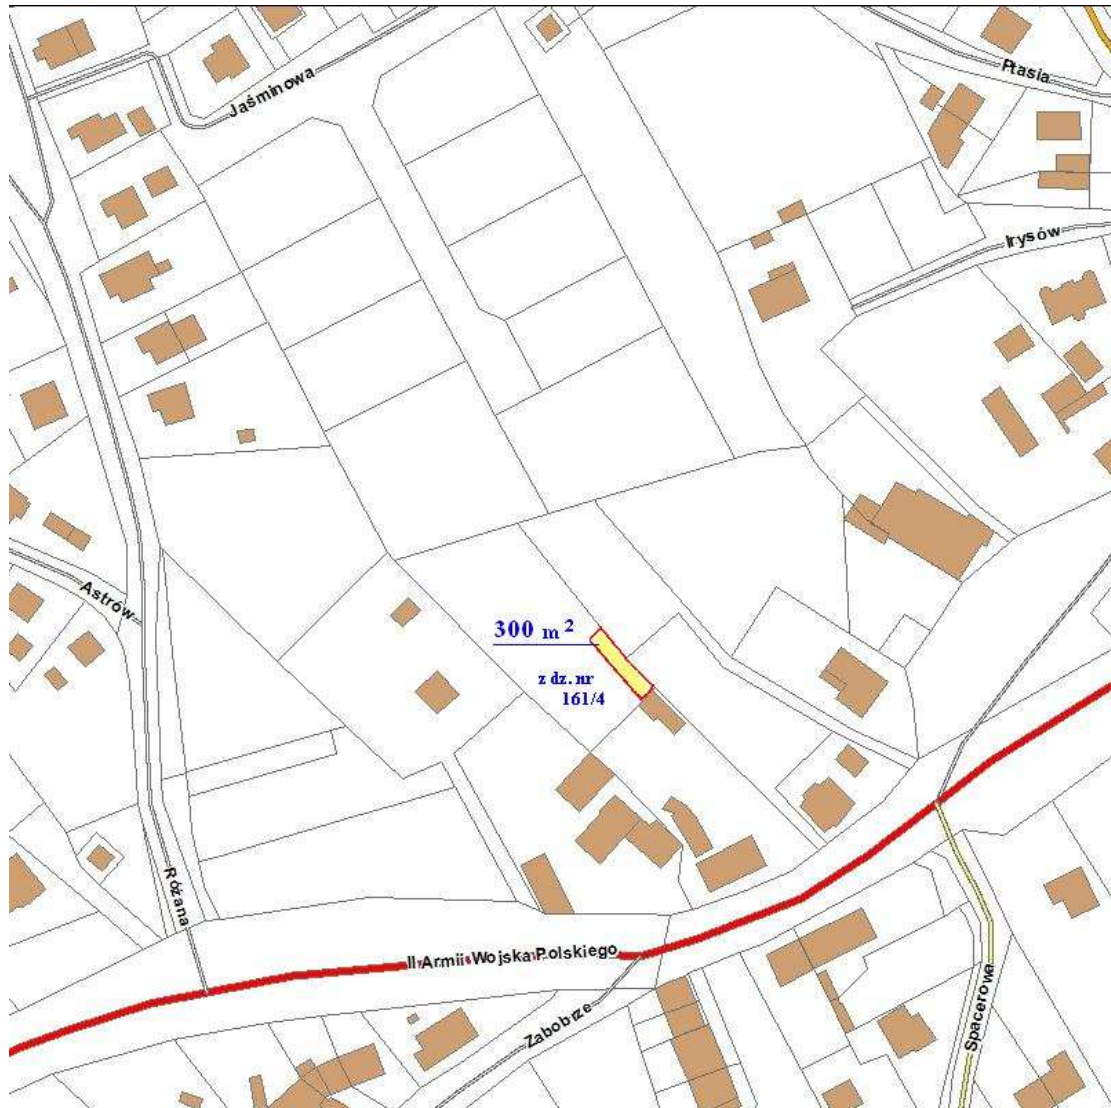 Jaśminowa
Ptasia
Irysów
Astrów
300 m²
z dz. nr
161/4
Różana
II Armii Wojska Polskiego
Zabobrze
Spacerowa